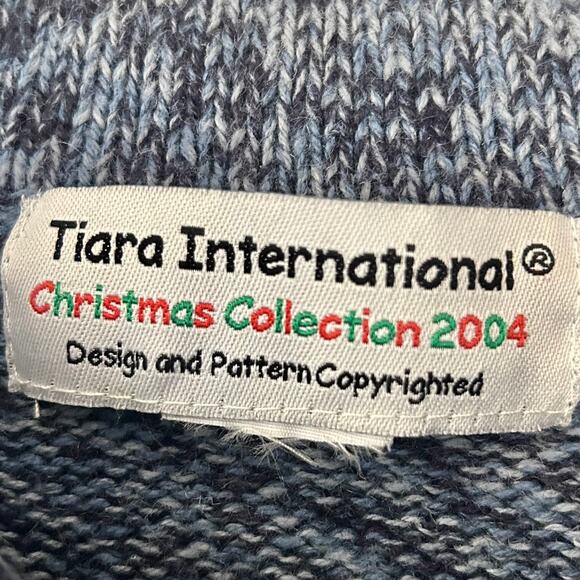 Tiara International®
Christmas Collection 2004
Design and Pattern Copyrighted